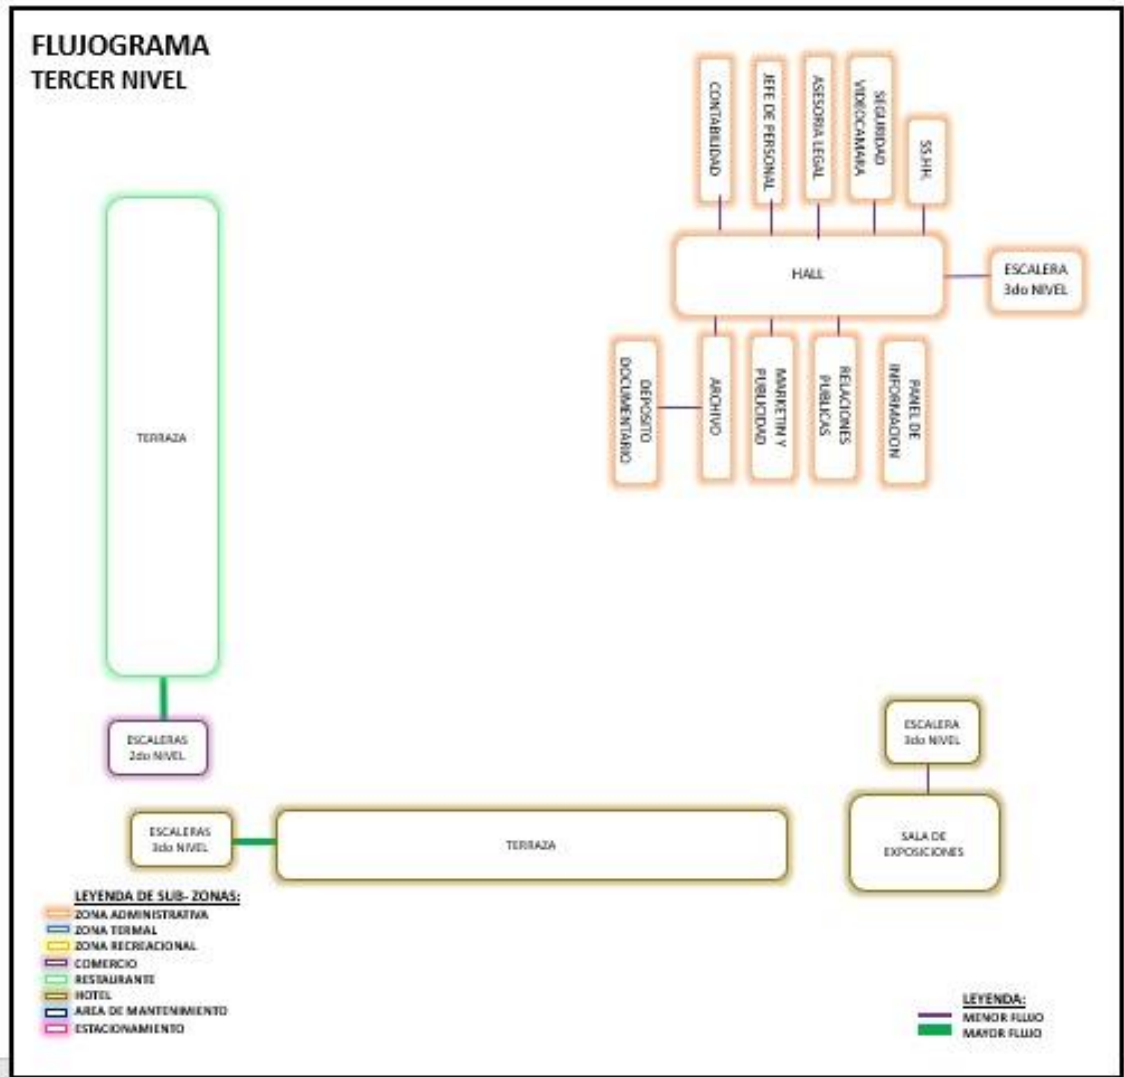 FLUJOGRAMA
TERCER NIVEL
CONTABILIDAD
JEFE DE PERSONAL
ASESORIA LEGAL
SEGURIDAD
VIDEOCAMARA
SS.HH.
HALL
ESCALERA
3do NIVEL
DEPOSITO
DOCUMENTARIO
ARCHIVO
MARKETIN Y
PUBLICIDAD
RELACIONES
PUBLICAS
PANEL DE
INFORMACION
TERRAZA
ESCALERAS
2do NIVEL
ESCALERA
3do NIVEL
ESCALERAS
3do NIVEL
TERRAZA
SALA DE
EXPOSICIONES
LEYENDA DE SUB- ZONAS:
ZONA ADMINISTRATIVA
ZONA TERMAL
ZONA RECREACIONAL
COMERCIO
RESTAURANTE
HOTEL
AREA DE MANTENIMIENTO
ESTACIONAMIENTO
LEYENDA:
MENOR FLUJO
MAYOR FLUJO